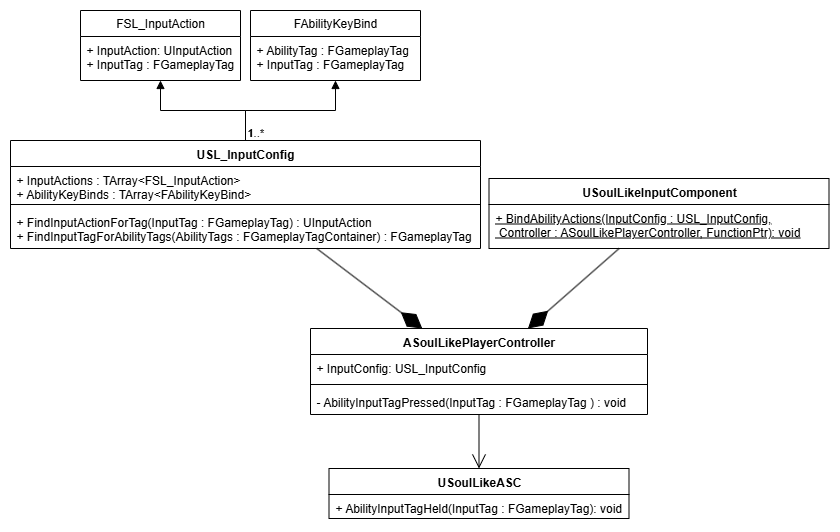 FSL_InputAction
+ InputAction: UInputAction
+ InputTag : FGameplayTag
FAbilityKeyBind
+ AbilityTag : FGameplayTag
+ InputTag : FGameplayTag
1..*
USL_InputConfig
+ InputActions : TArray<FSL_InputAction>
+ AbilityKeyBinds : TArray<FAbilityKeyBind>
+ FindInputActionForTag(InputTag : FGameplayTag) : UInputAction
+ FindInputTagForAbilityTags(AbilityTags : FGameplayTagContainer) : FGameplayTag
USoulLikeInputComponent
+ BindAbilityActions(InputConfig : USL_InputConfig,
Controller : ASoulLikePlayerController, FunctionPtr): void
ASoulLikePlayerController
+ InputConfig: USL_InputConfig
- AbilityInputTagPressed(InputTag : FGameplayTag ) : void
USoulLikeASC
+ AbilityInputTagHeld(InputTag : FGameplayTag): void